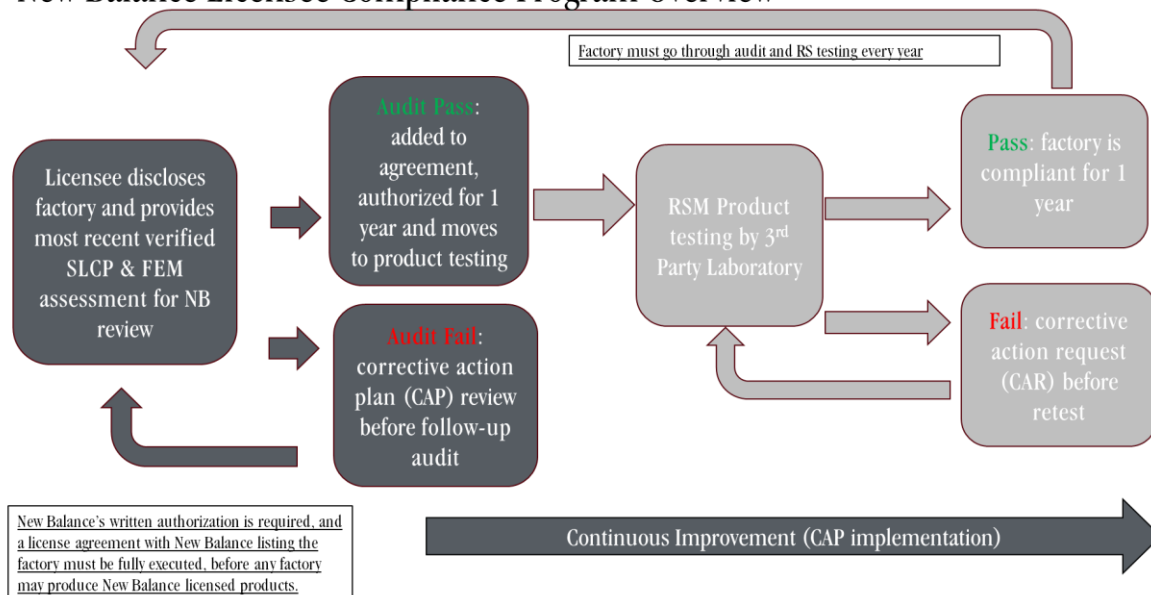 New Balance Licensee Compliance Program Overview
Factory must go through audit and RS testing every year
Licensee discloses
factory and provides
most recent verified
SLCP & FEM
assessment for NB
review
Audit Pass:
added to
agreement,
authorized for 1
year and moves
to product testing
Audit Fail:
corrective action
plan (CAP) review
before follow-up
audit
RSM Product
testing by 3rd
Party Laboratory
Pass: factory is
compliant for 1
year
Fail: corrective
action request
(CAR) before
retest
New Balance’s written authorization is required, and
a license agreement with New Balance listing the
factory must be fully executed, before any factory
may produce New Balance licensed products.
Continuous Improvement (CAP implementation)